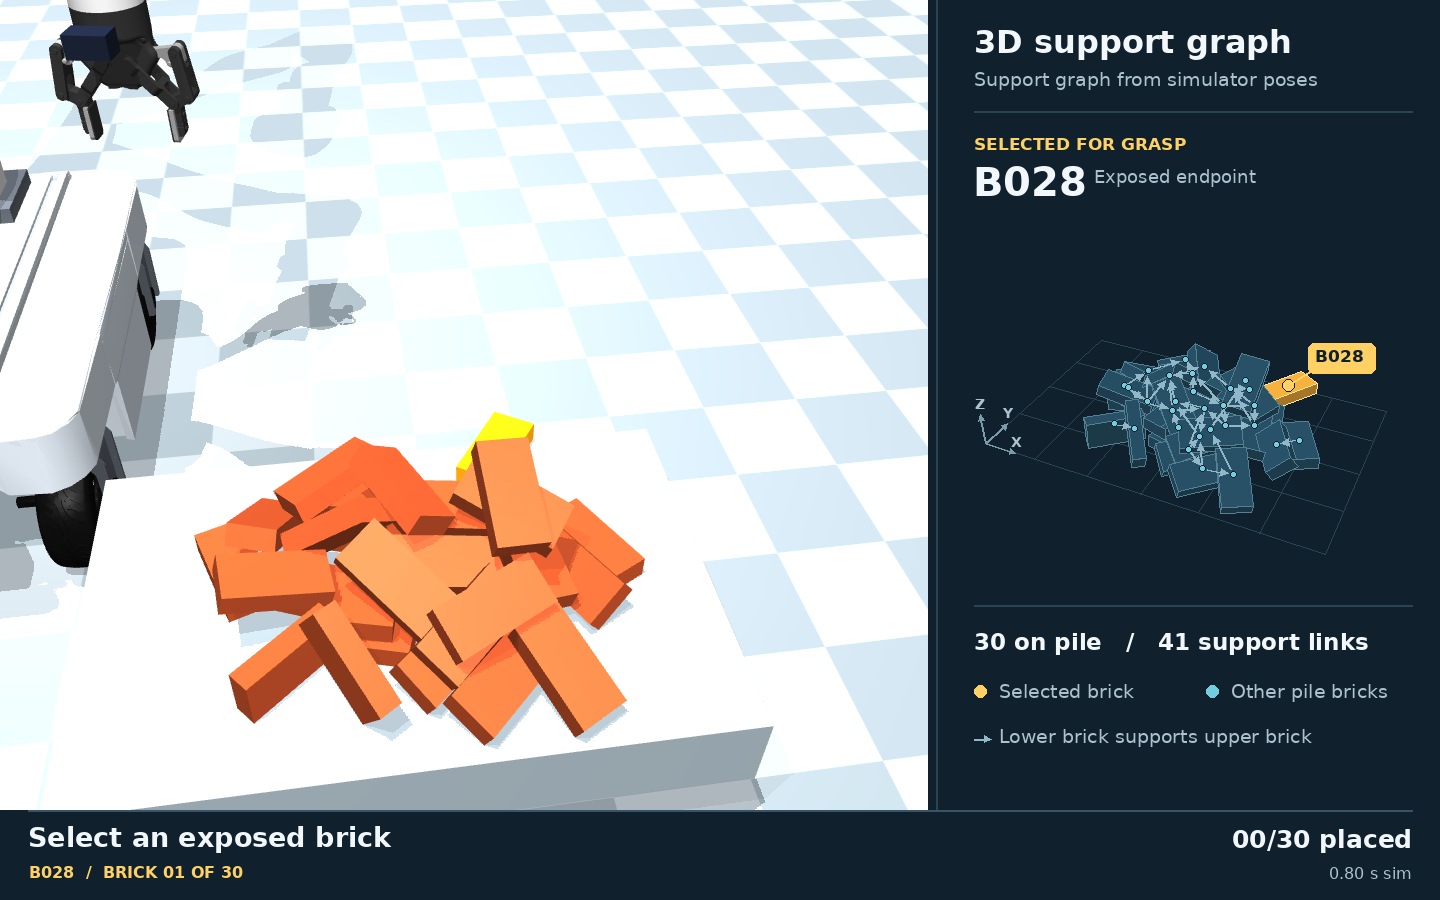 3D support graph
Support graph from simulator poses
SELECTED FOR GRASP
B028 Exposed endpoint
B028
Z
Y
X
30 on pile / 41 support links
Selected brick
Other pile bricks
Lower brick supports upper brick
Select an exposed brick
B028 / BRICK 01 OF 30
00/30 placed
0.80 s sim